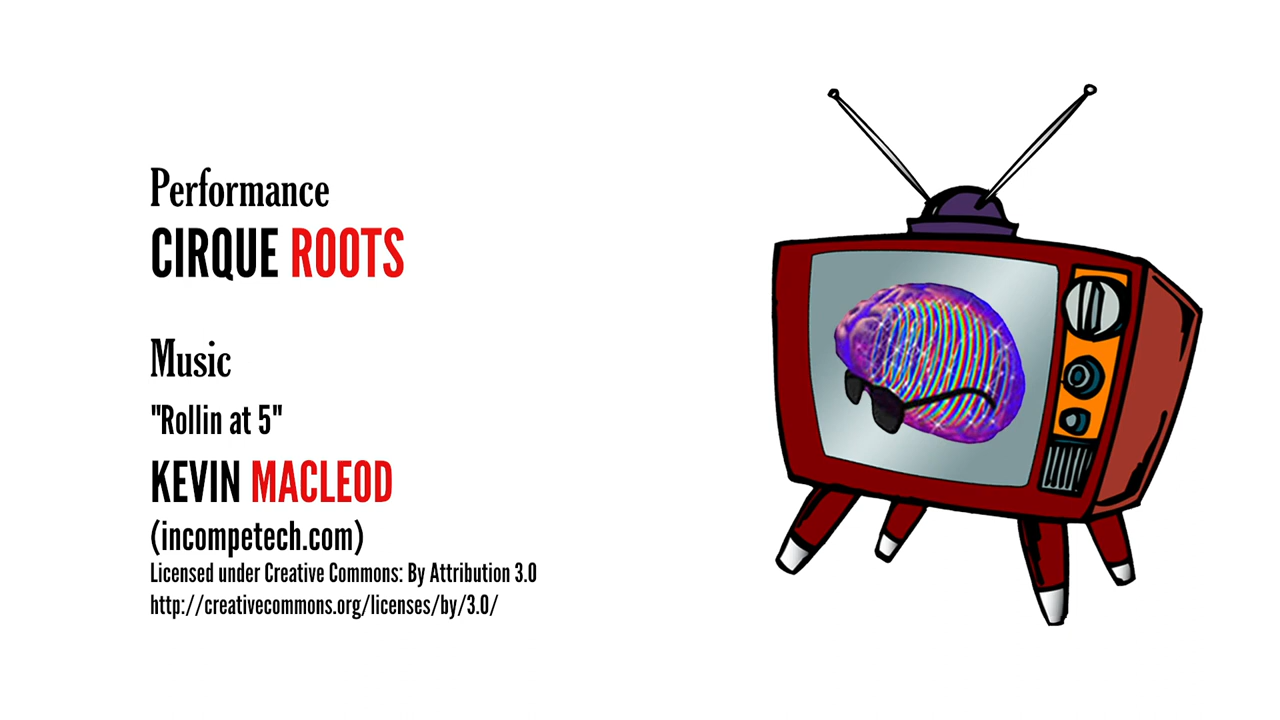 Performance
CIRQUE ROOTS
Music
"Rollin at 5"
KEVIN MACLEOD
(incompetech.com)
Licensed under Creative Commons: By Attribution 3.0
http://creativecommons.org/licenses/by/3.0/